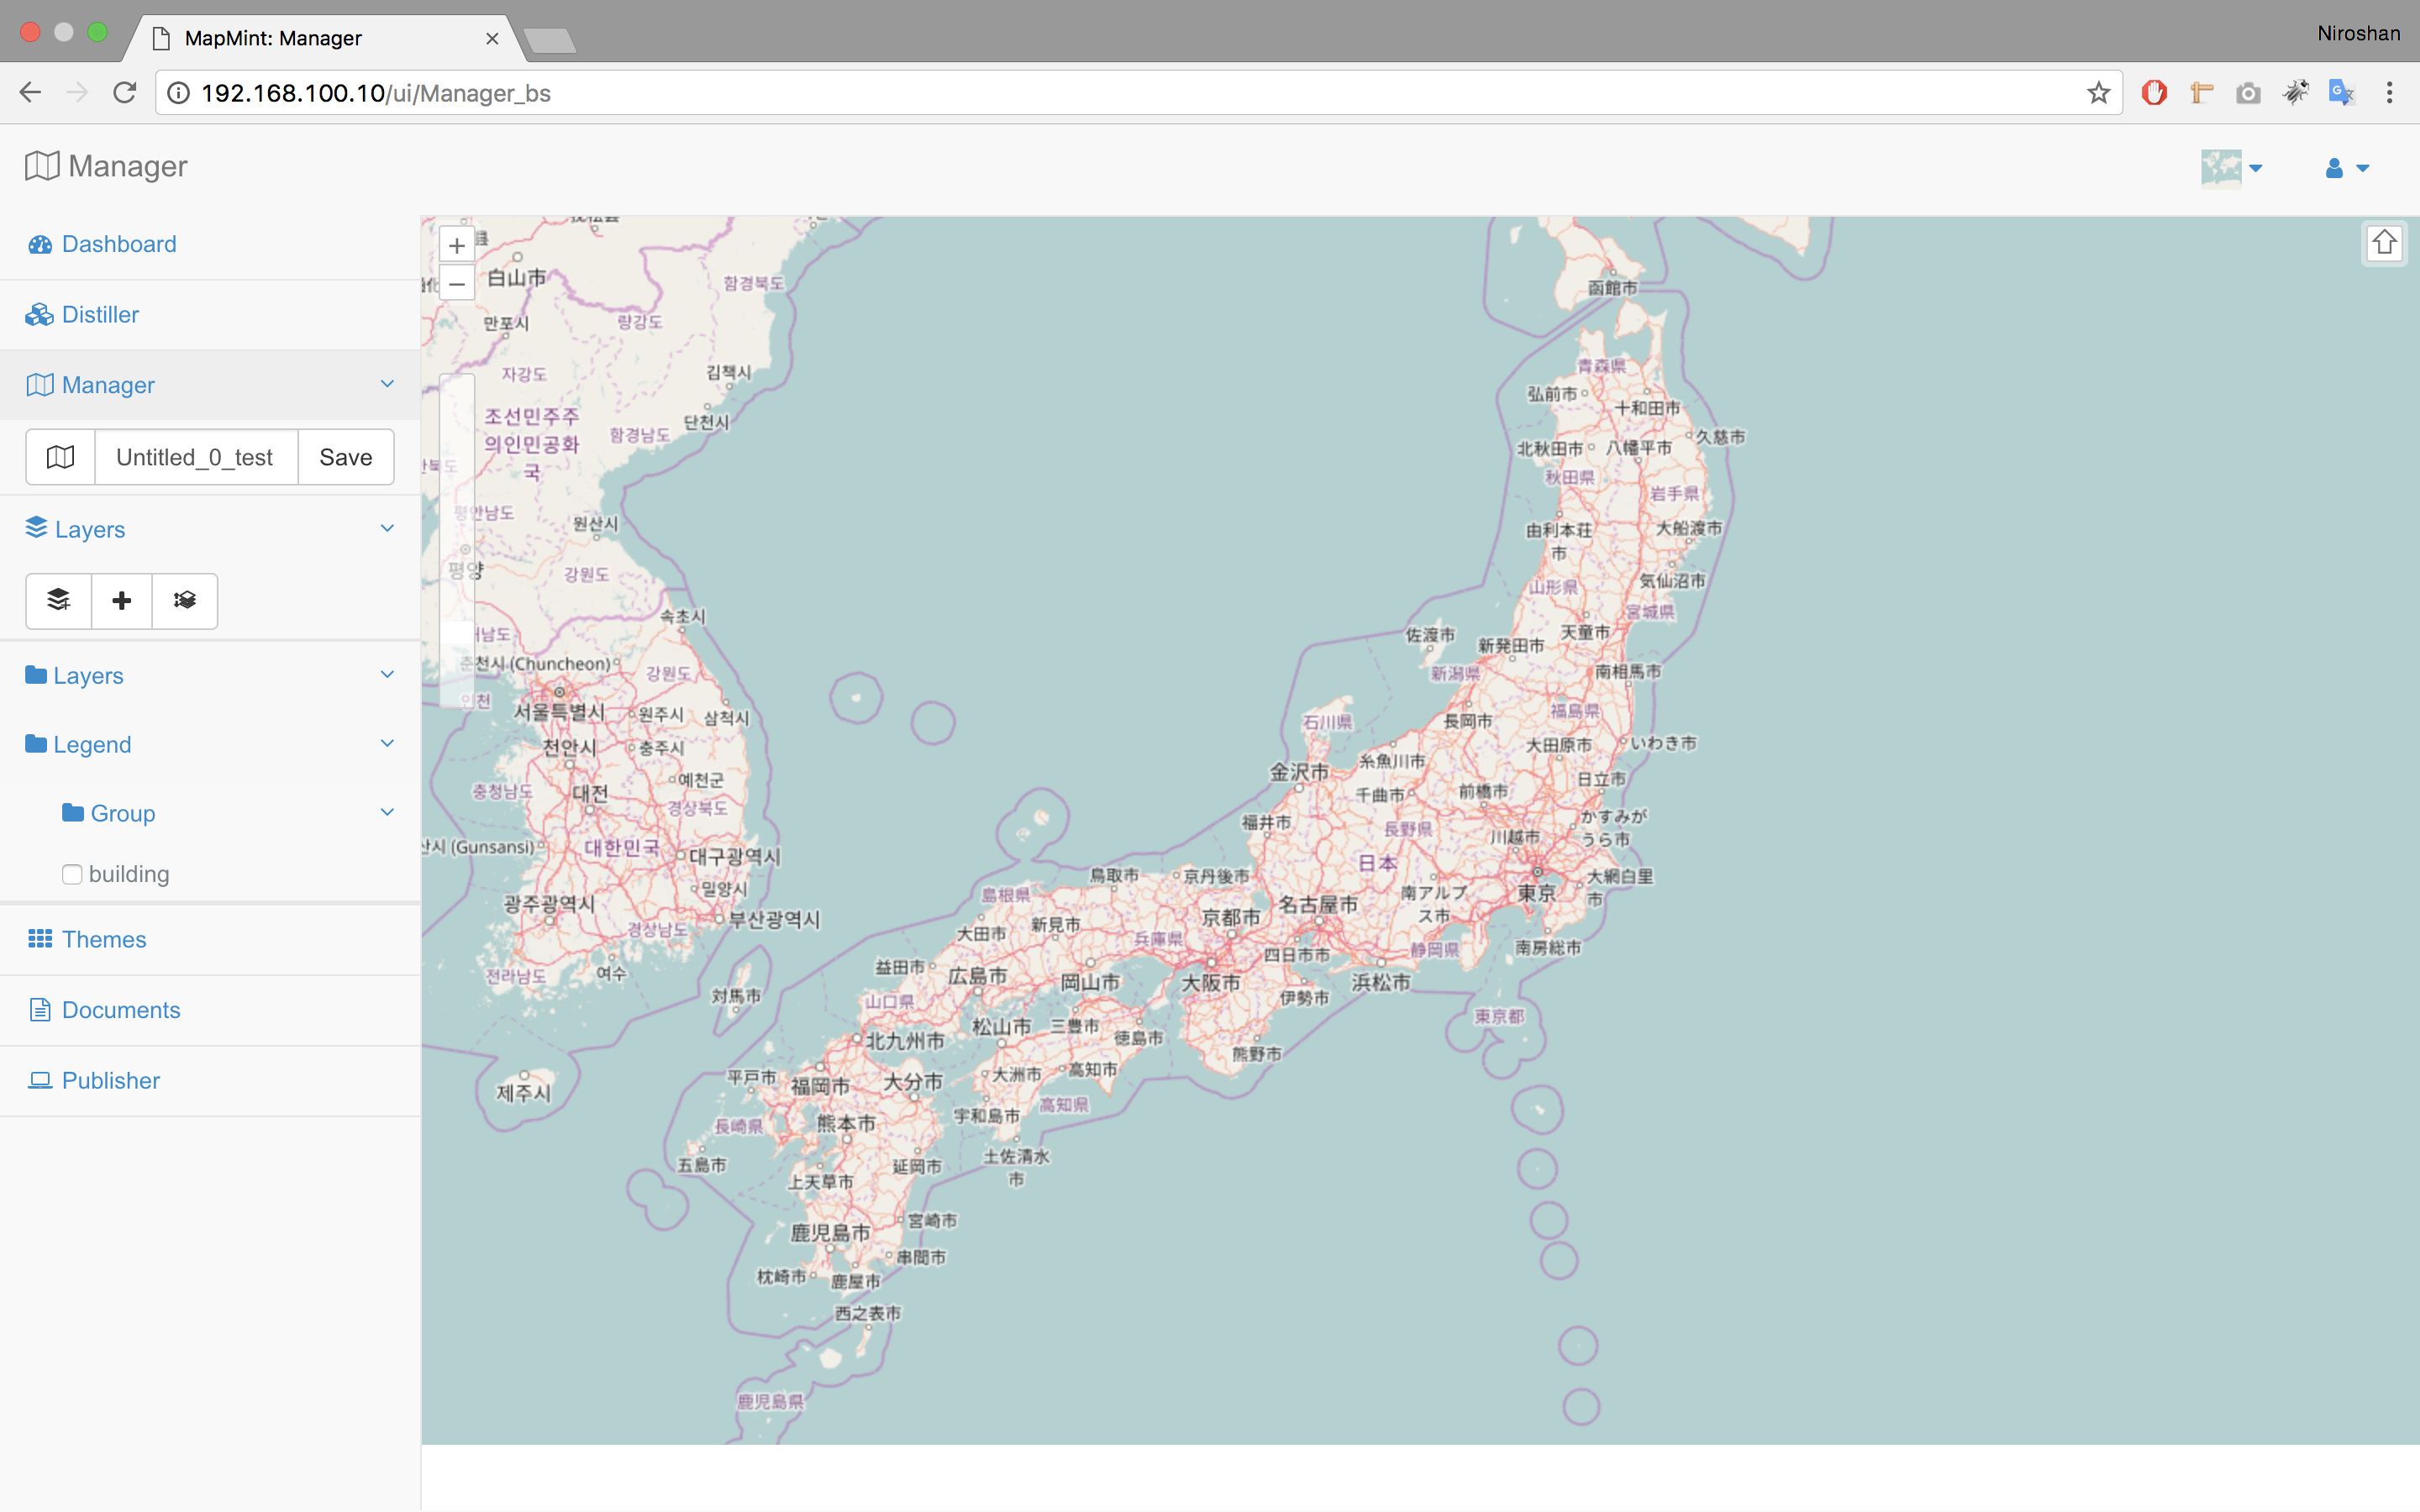 MapMint: Manager
Niroshan
192.168.100.10/ui/Manager_bs
Manager
Dashboard
Distiller
Manager
Untitled_0_test
Save
Layers
Layers
Legend
Group
building
Themes
Documents
Publisher
+
−
白山市
함경북도
函館市
만포시
량강도
자강도
김책시
青森県
弘前市
十和田市
조선민주주
의인민공화
국
단천시
함경남도
久慈市
北秋田市
八幡平市
秋田県
岩手県
평안남도
원산시
由利本荘
市
大船渡市
평양
강원도
山形県
気仙沼市
宮城県
속초시
佐渡市
新発田市
天童市
춘천시 (Chuncheon)
강원도
新潟県
南相馬市
서울특별시
원주시
삼척시
石川県
長岡市
福島県
천안시
충주시
大田原市
いわき市
金沢市
糸魚川市
예천군
日立市
충청남도
대전
경상북도
千曲市
前橋市
福井市
長野県
川越市
かすみが
うら市
산시 (Gunsansi)
대한민국
대구광역시
日本
鳥取市
京丹後市
大網白里
市
밀양시
島根県
南アルプ
ス市
東京
광주광역시
부산광역시
新見市
京都市
名古屋市
경상남도
大田市
兵庫県
四日市市
静岡県
南房総市
전라남도
여수
益田市
広島市
岡山市
大阪市
浜松市
対馬市
山口県
伊勢市
東京都
松山市
三豊市
徳島市
北九州市
熊野市
제주시
平戸市
福岡市
大分市
大洲市
高知市
長崎県
熊本市
宇和島市
高知県
五島市
延岡市
土佐清水
市
上天草市
鹿児島市
宮崎市
串間市
枕崎市
鹿屋市
西之表市
鹿児島県